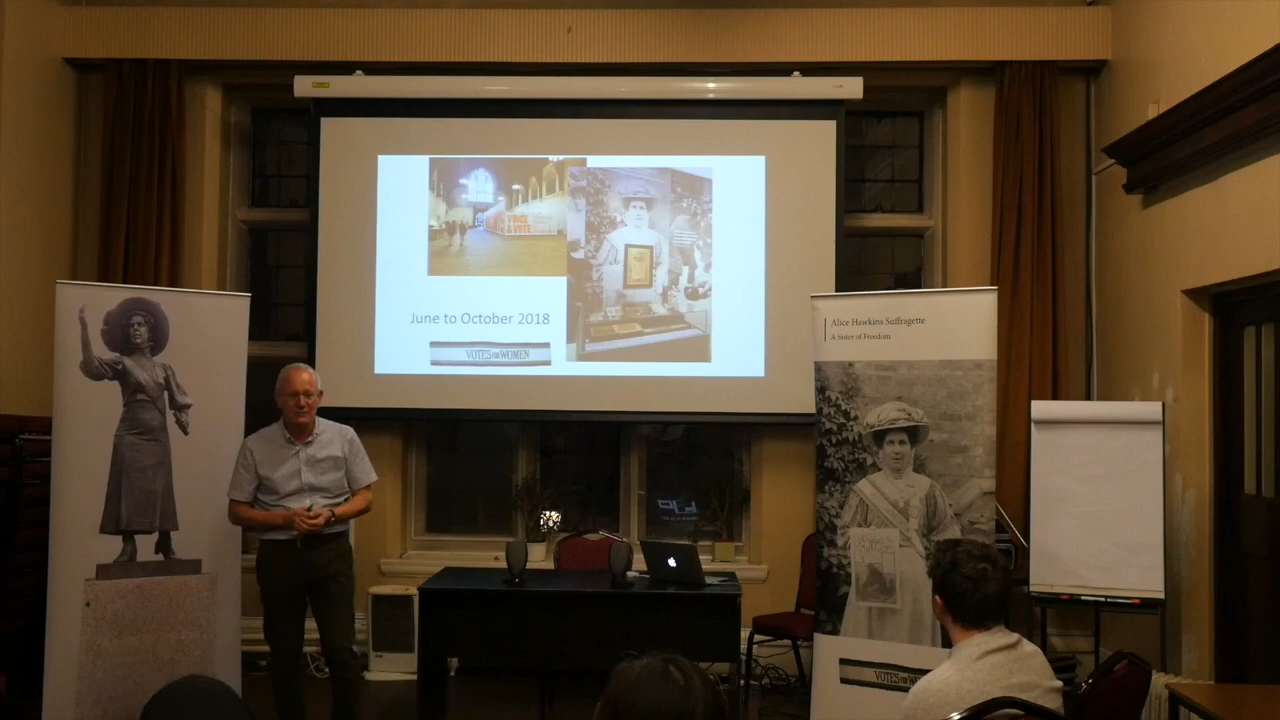 VOICE
& VOTE
June to October 2018
VOTES FOR WOMEN
Alice Hawkins Suffragette
A Sister of Freedom
VOTES FOR WOMEN